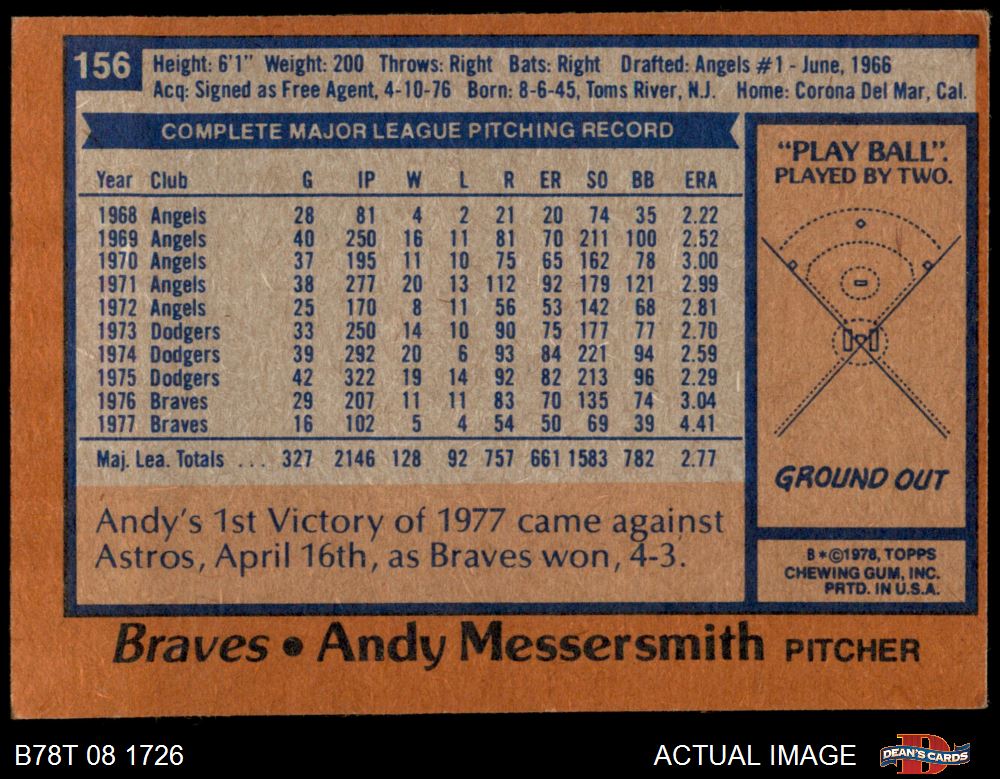 156
Height: 6'1" Weight: 200 Throws: Right Bats: Right Drafted: Angels #1 - June, 1966
Acq: Signed as Free Agent, 4-10-76 Born: 8-6-45, Toms River, N.J. Home: Corona Del Mar, Cal.
COMPLETE MAJOR LEAGUE PITCHING RECORD
Year Club G IP W L R ER SO BB ERA
1968 Angels 28 81 4 2 21 20 74 35 2.22
1969 Angels 40 250 16 11 81 70 211 100 2.52
1970 Angels 37 195 11 10 75 65 162 78 3.00
1971 Angels 38 277 20 13 112 92 179 121 2.99
1972 Angels 25 170 8 11 56 53 142 68 2.81
1973 Dodgers 33 250 14 10 90 75 177 77 2.70
1974 Dodgers 39 292 20 6 93 84 221 94 2.59
1975 Dodgers 42 322 19 14 92 82 213 96 2.29
1976 Braves 29 207 11 11 83 70 135 74 3.04
1977 Braves 16 102 5 4 54 50 69 39 4.41
Maj. Lea. Totals ... 327 2146 128 92 757 661 1583 782 2.77
Andy's 1st Victory of 1977 came against
Astros, April 16th, as Braves won, 4-3.
"PLAY BALL".
PLAYED BY TWO.
GROUND OUT
B*©1978, TOPPS
CHEWING GUM, INC.
PRTD. IN U.S.A.
Braves • Andy Messersmith PITCHER
B78T 08 1726
ACTUAL IMAGE
DEAN'S CARDS